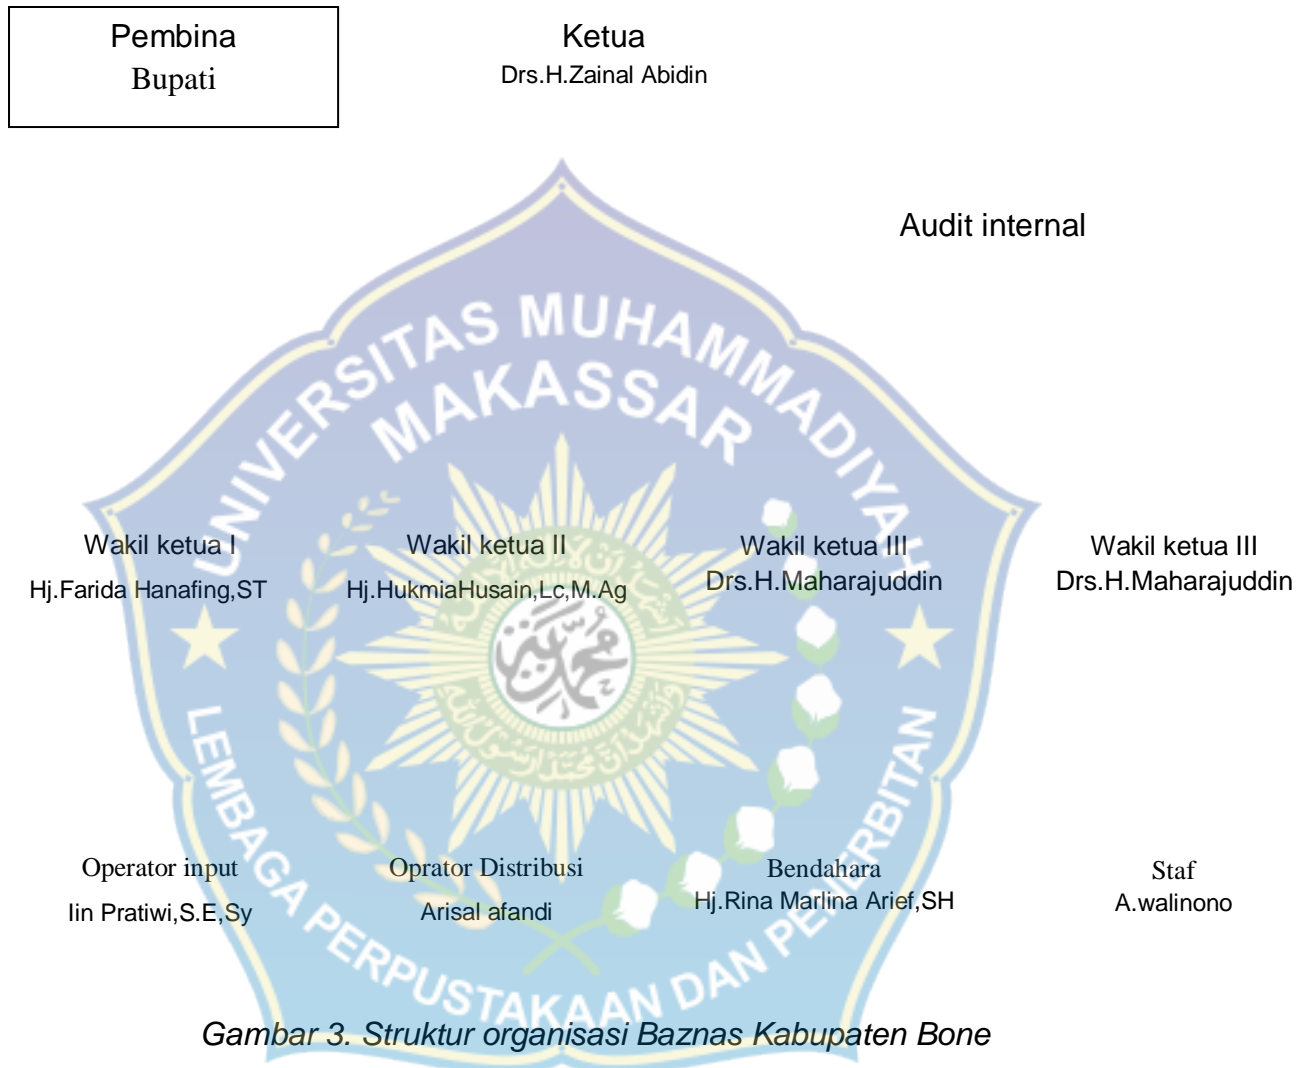 Pembina
Bupati
Ketua
Drs.H.Zainal Abidin
Audit internal
UNIVERSITAS MUHAMMADIYAH
MAKASSAR
Wakil ketua I
Hj.Farida Hanafing,ST
Wakil ketua II
Hj.HukmiaHusain,Lc,M.Ag
Wakil ketua III
Drs.H.Maharajuddin
Wakil ketua III
Drs.H.Maharajuddin
Operator input
Iin Pratiwi,S.E,Sy
Oprator Distribusi
Arisal afandi
Bendahara
Hj.Rina Marlina Arief,SH
Staf
A.walinono
LEMBAGA PERPUSTAKAAN DAN PENERBITAN
Gambar 3. Struktur organisasi Baznas Kabupaten Bone